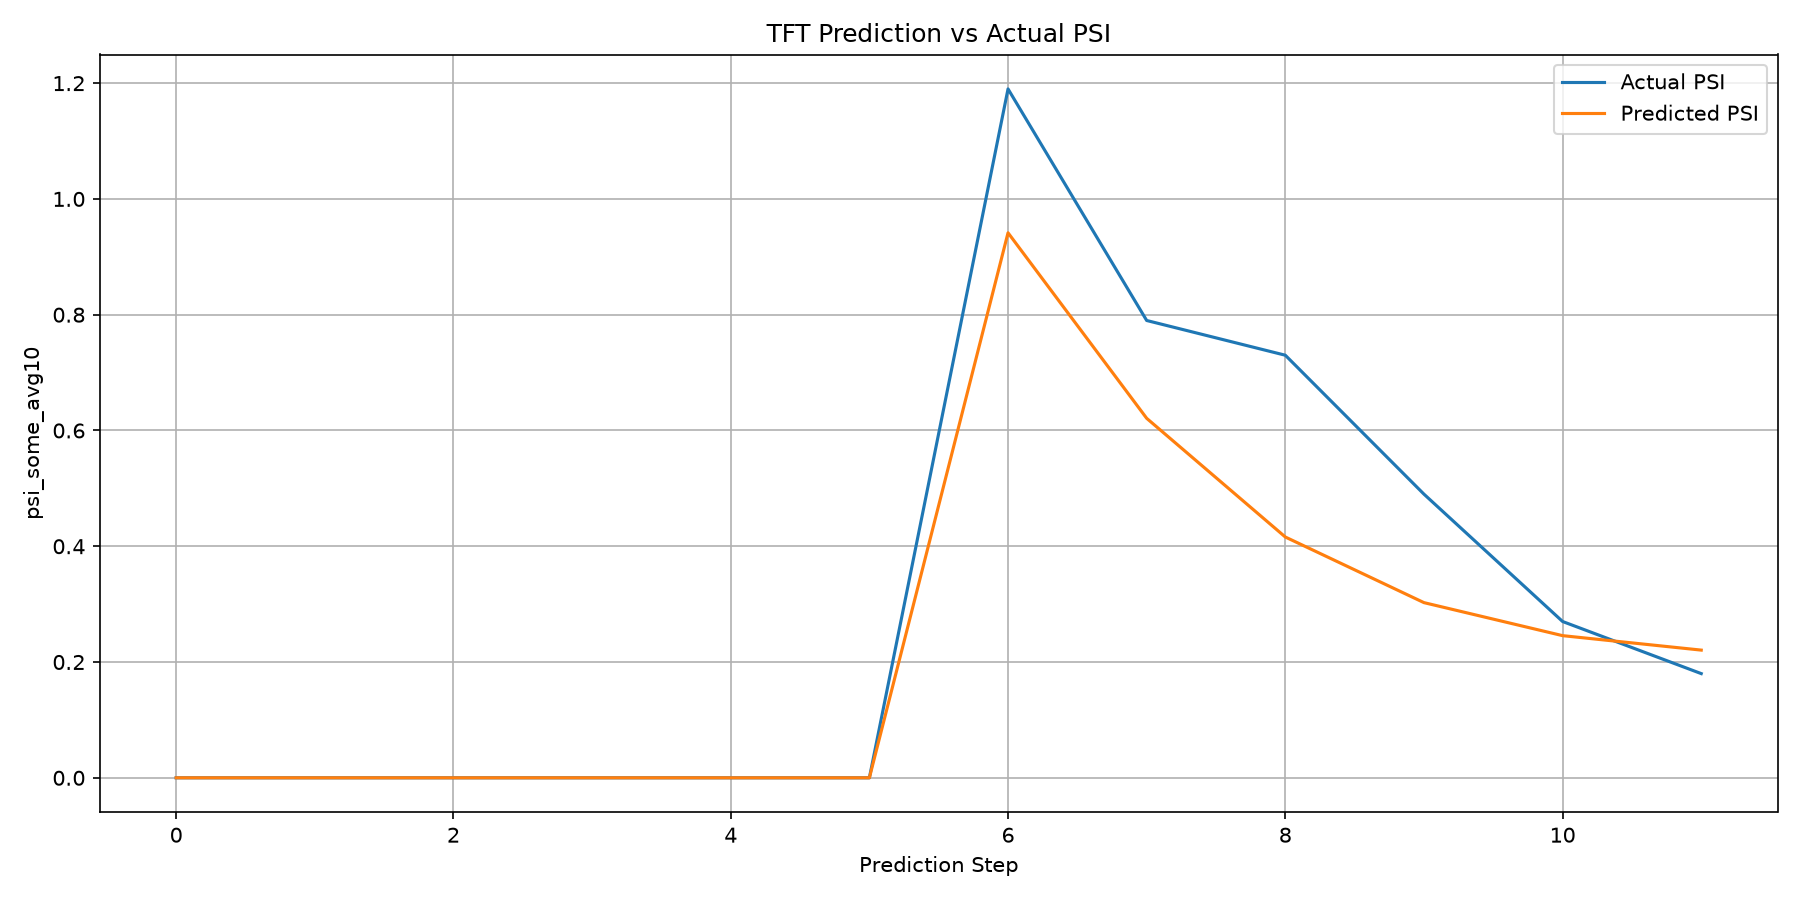 TFT Prediction vs Actual PSI
Actual PSI
Predicted PSI
psi_some_avg10
1.2
1.0
0.8
0.6
0.4
0.2
0.0
0 2 4 6 8 10
Prediction Step